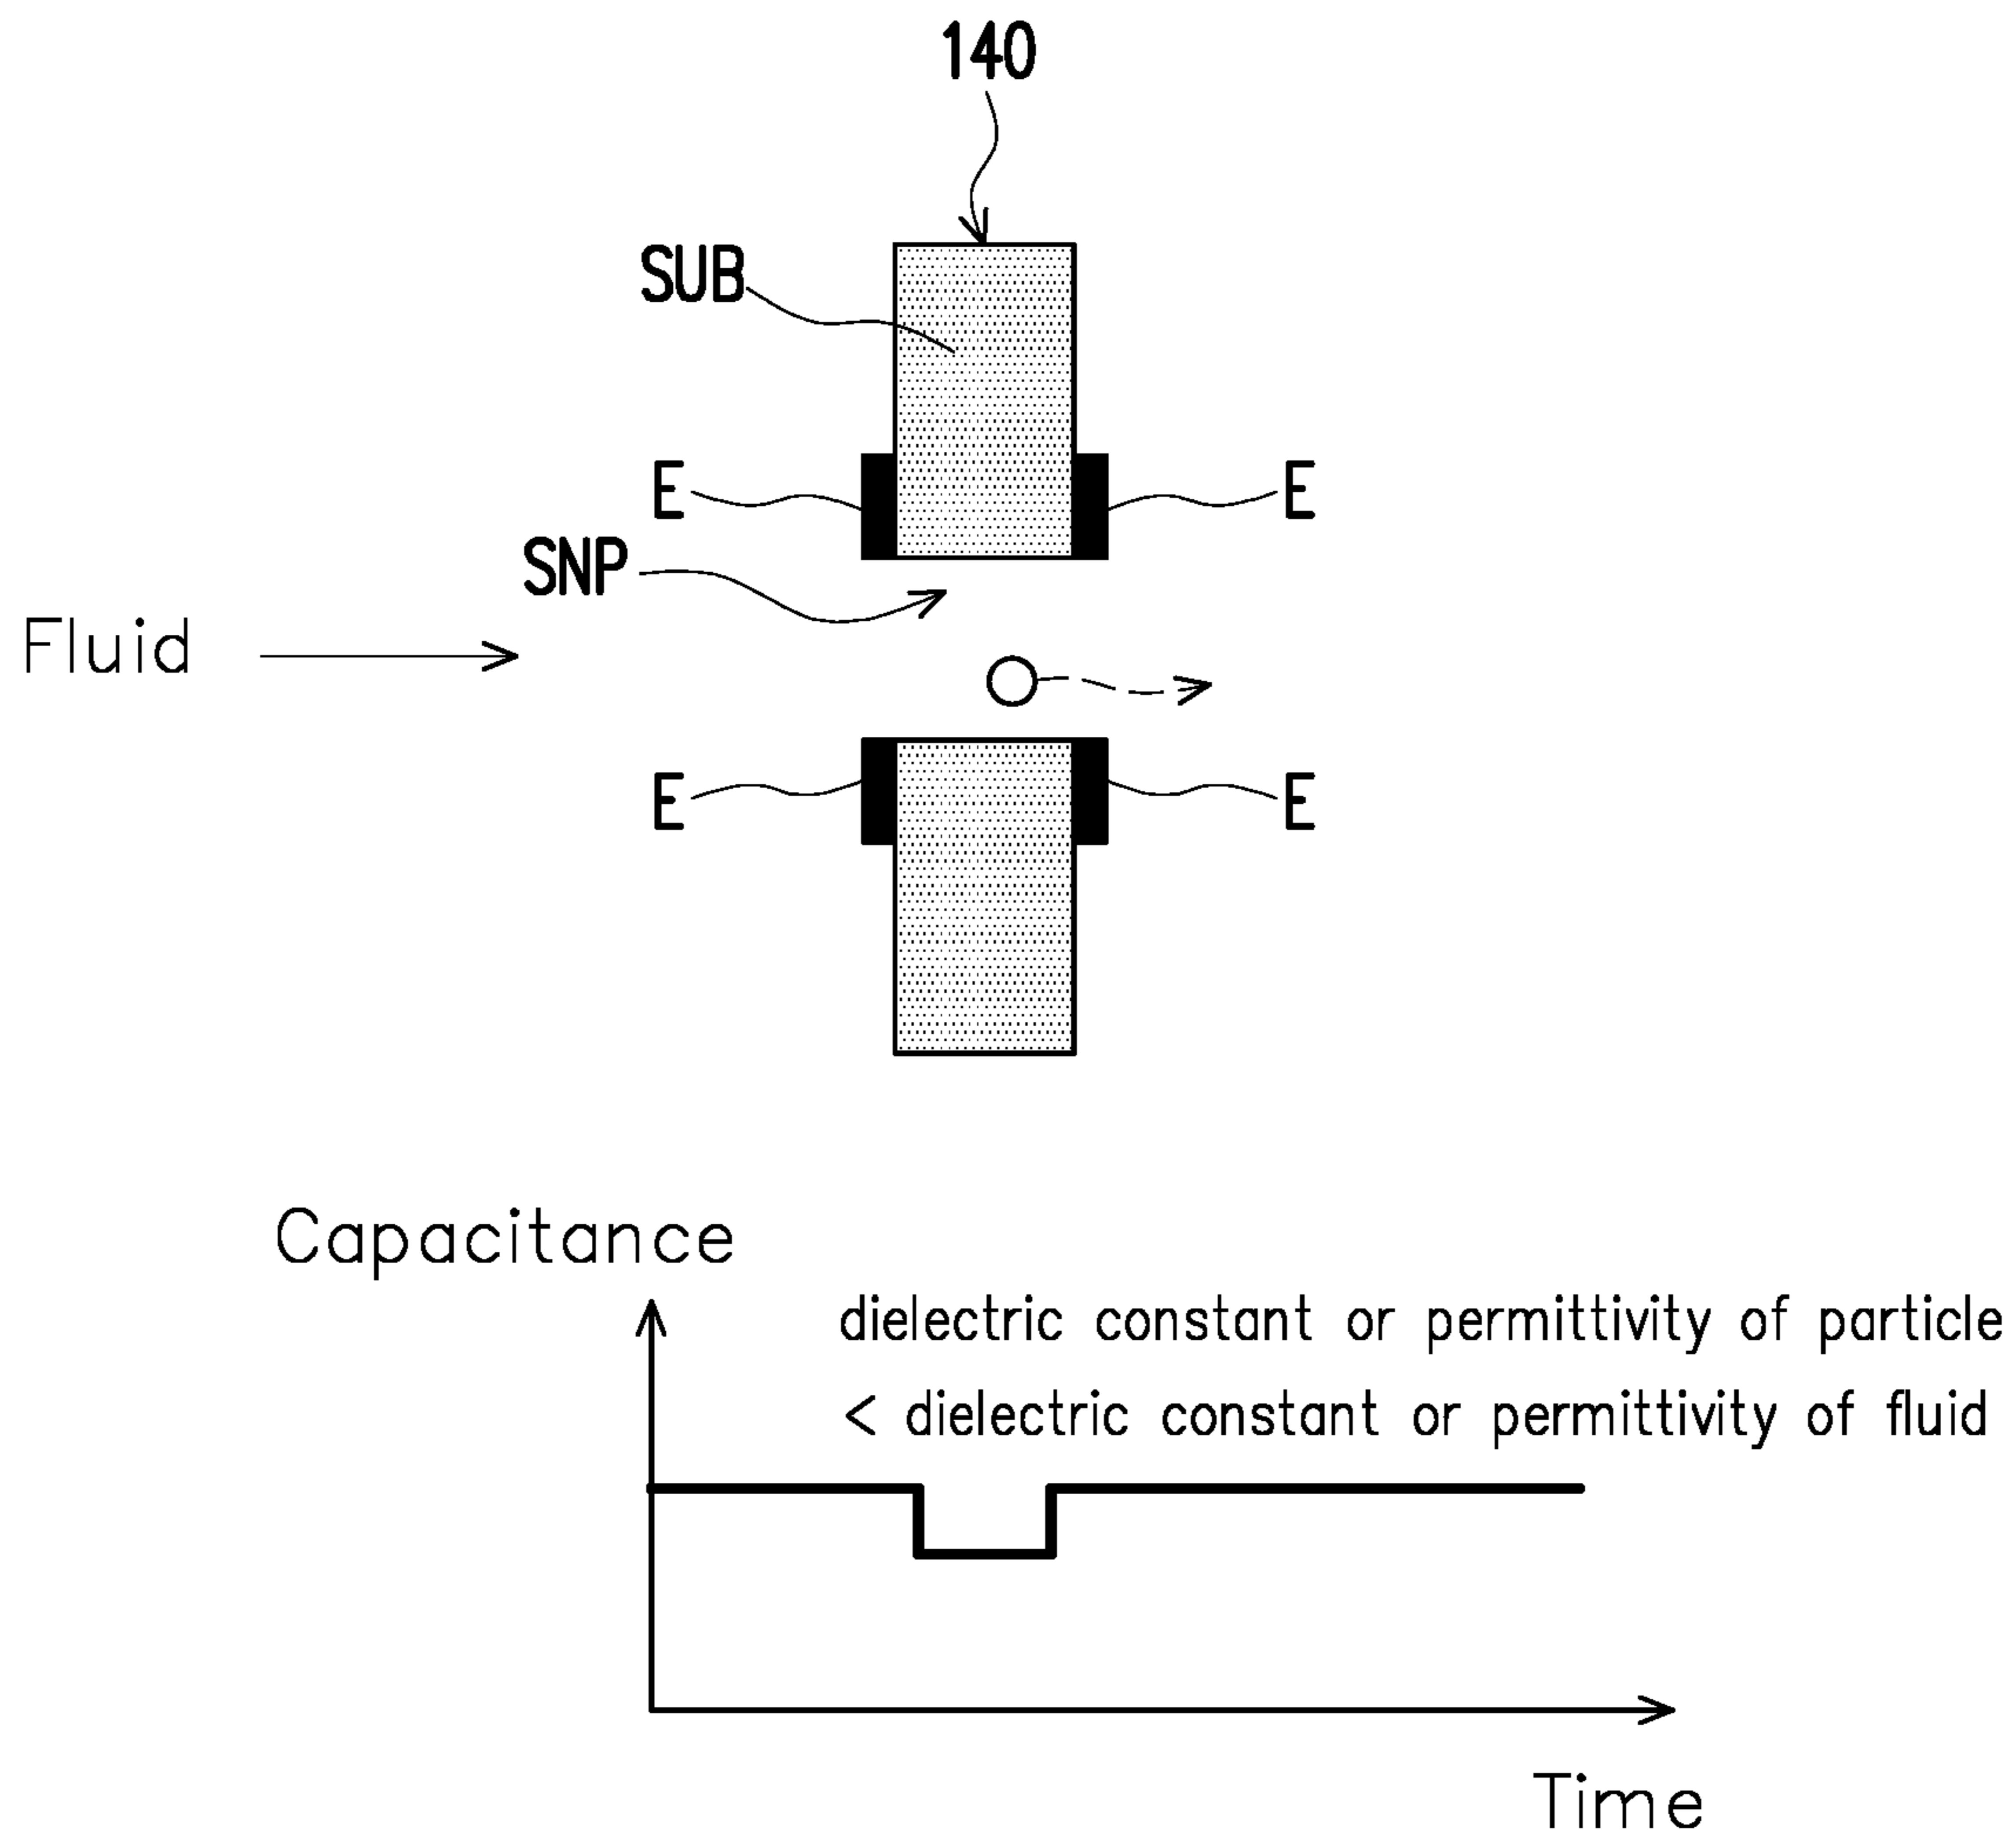 140
SUB
E
E
SNP
Fluid
E
E
Capacitance
dielectric constant or permittivity of particle
< dielectric constant or permittivity of fluid
Time